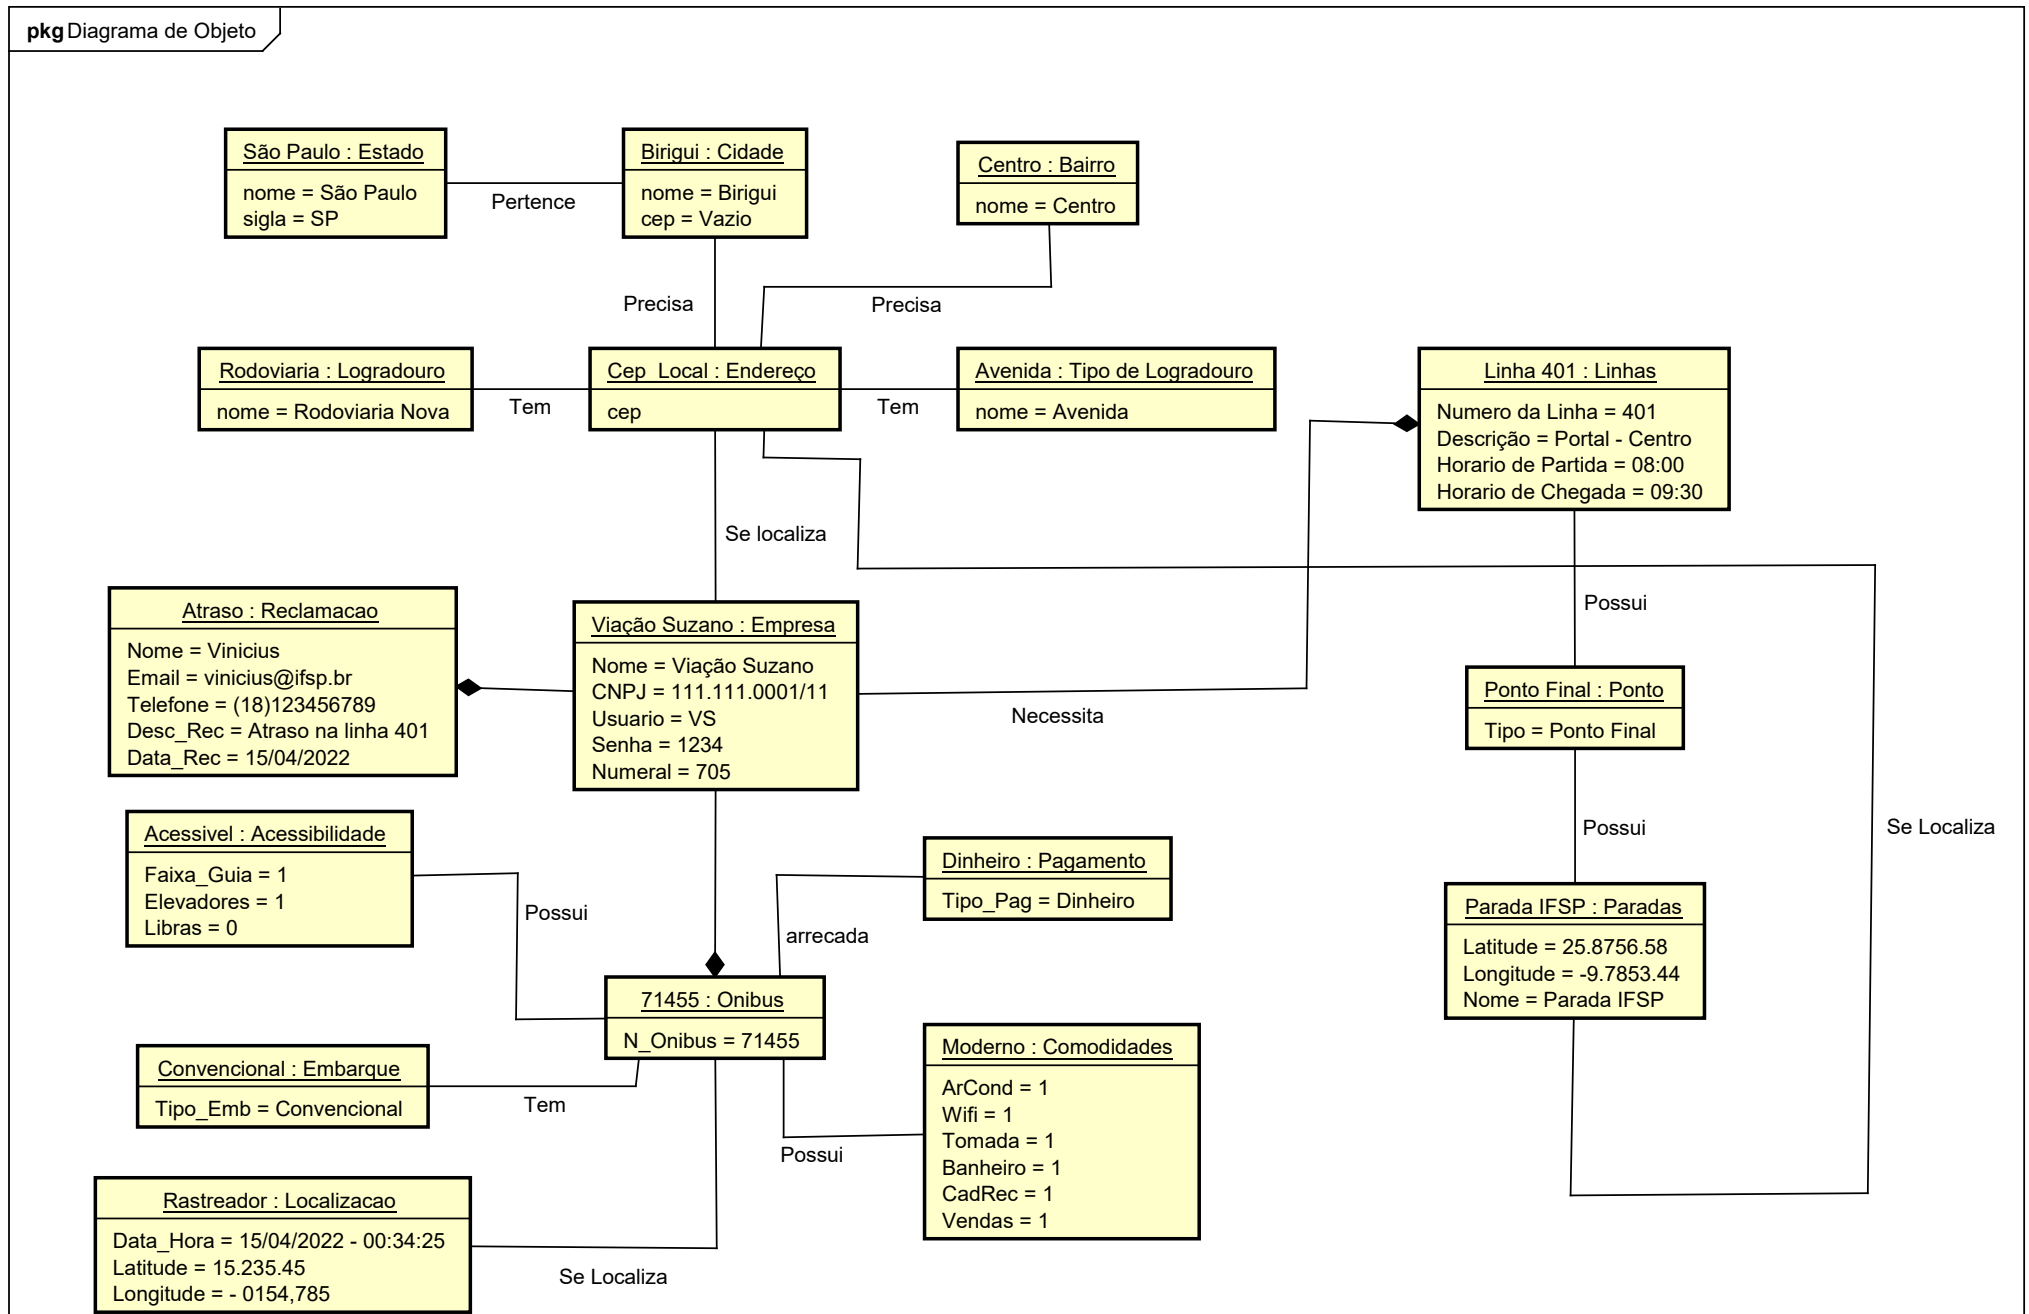 pkg Diagrama de Objeto
São Paulo : Estado
nome = São Paulo
sigla = SP
Pertence
Birigui : Cidade
nome = Birigui
cep = Vazio
Centro : Bairro
nome = Centro
Precisa
Precisa
Rodoviaria : Logradouro
nome = Rodoviaria Nova
Tem
Cep_Local : Endereço
cep
Tem
Avenida : Tipo de Logradouro
nome = Avenida
Linha 401 : Linhas
Numero da Linha = 401
Descrição = Portal - Centro
Horario de Partida = 08:00
Horario de Chegada = 09:30
Se localiza
Possui
Atraso : Reclamacao
Nome = Vinicius
Email = vinicius@ifsp.br
Telefone = (18)123456789
Desc_Rec = Atraso na linha 401
Data_Rec = 15/04/2022
Viação Suzano : Empresa
Nome = Viação Suzano
CNPJ = 111.111.0001/11
Usuario = VS
Senha = 1234
Numeral = 705
Necessita
Ponto Final : Ponto
Tipo = Ponto Final
Possui
Se Localiza
Acessivel : Acessibilidade
Faixa_Guia = 1
Elevadores = 1
Libras = 0
Possui
Dinheiro : Pagamento
Tipo_Pag = Dinheiro
arrecada
Parada IFSP : Paradas
Latitude = 25.8756.58
Longitude = -9.7853.44
Nome = Parada IFSP
71455 : Onibus
N_Onibus = 71455
Convencional : Embarque
Tipo_Emb = Convencional
Tem
Moderno : Comodidades
ArCond = 1
Wifi = 1
Tomada = 1
Banheiro = 1
CadRec = 1
Vendas = 1
Possui
Rastreador : Localizacao
Data_Hora = 15/04/2022 - 00:34:25
Latitude = 15.235.45
Longitude = - 0154,785
Se Localiza